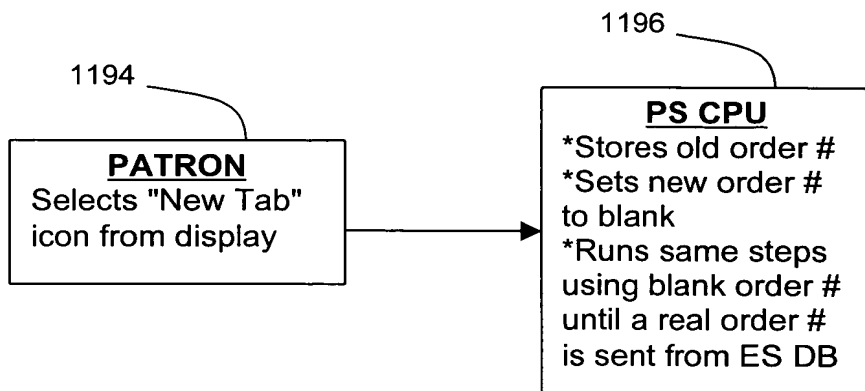 1196
1194
PATRON
Selects "New Tab"
icon from display
PS CPU
*Stores old order #
*Sets new order #
to blank
*Runs same steps
using blank order #
until a real order #
is sent from ES DB